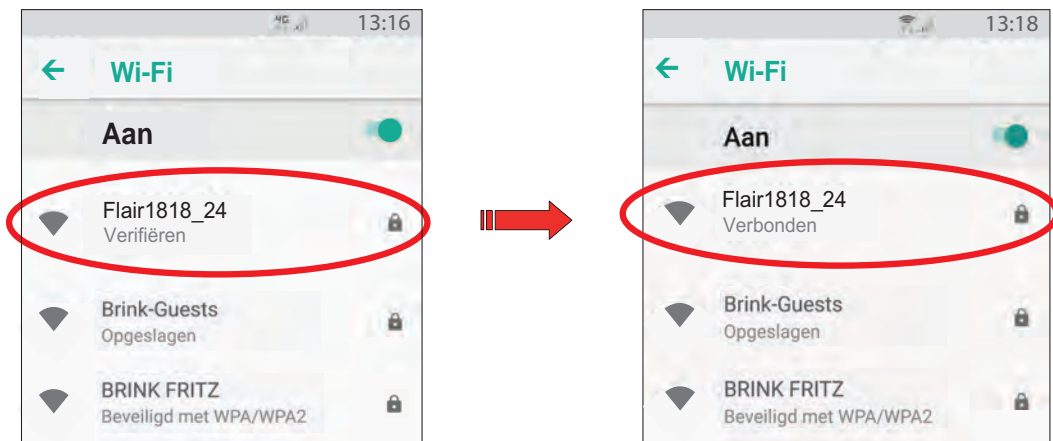 4G 13:16
Wi-Fi
Aan
Flair1818_24
Verifiëren
Brink-Guests
Opgeslagen
BRINK FRITZ
Beveiligd met WPA/WPA2
13:18
Wi-Fi
Aan
Flair1818_24
Verbonden
Brink-Guests
Opgeslagen
BRINK FRITZ
Beveiligd met WPA/WPA2